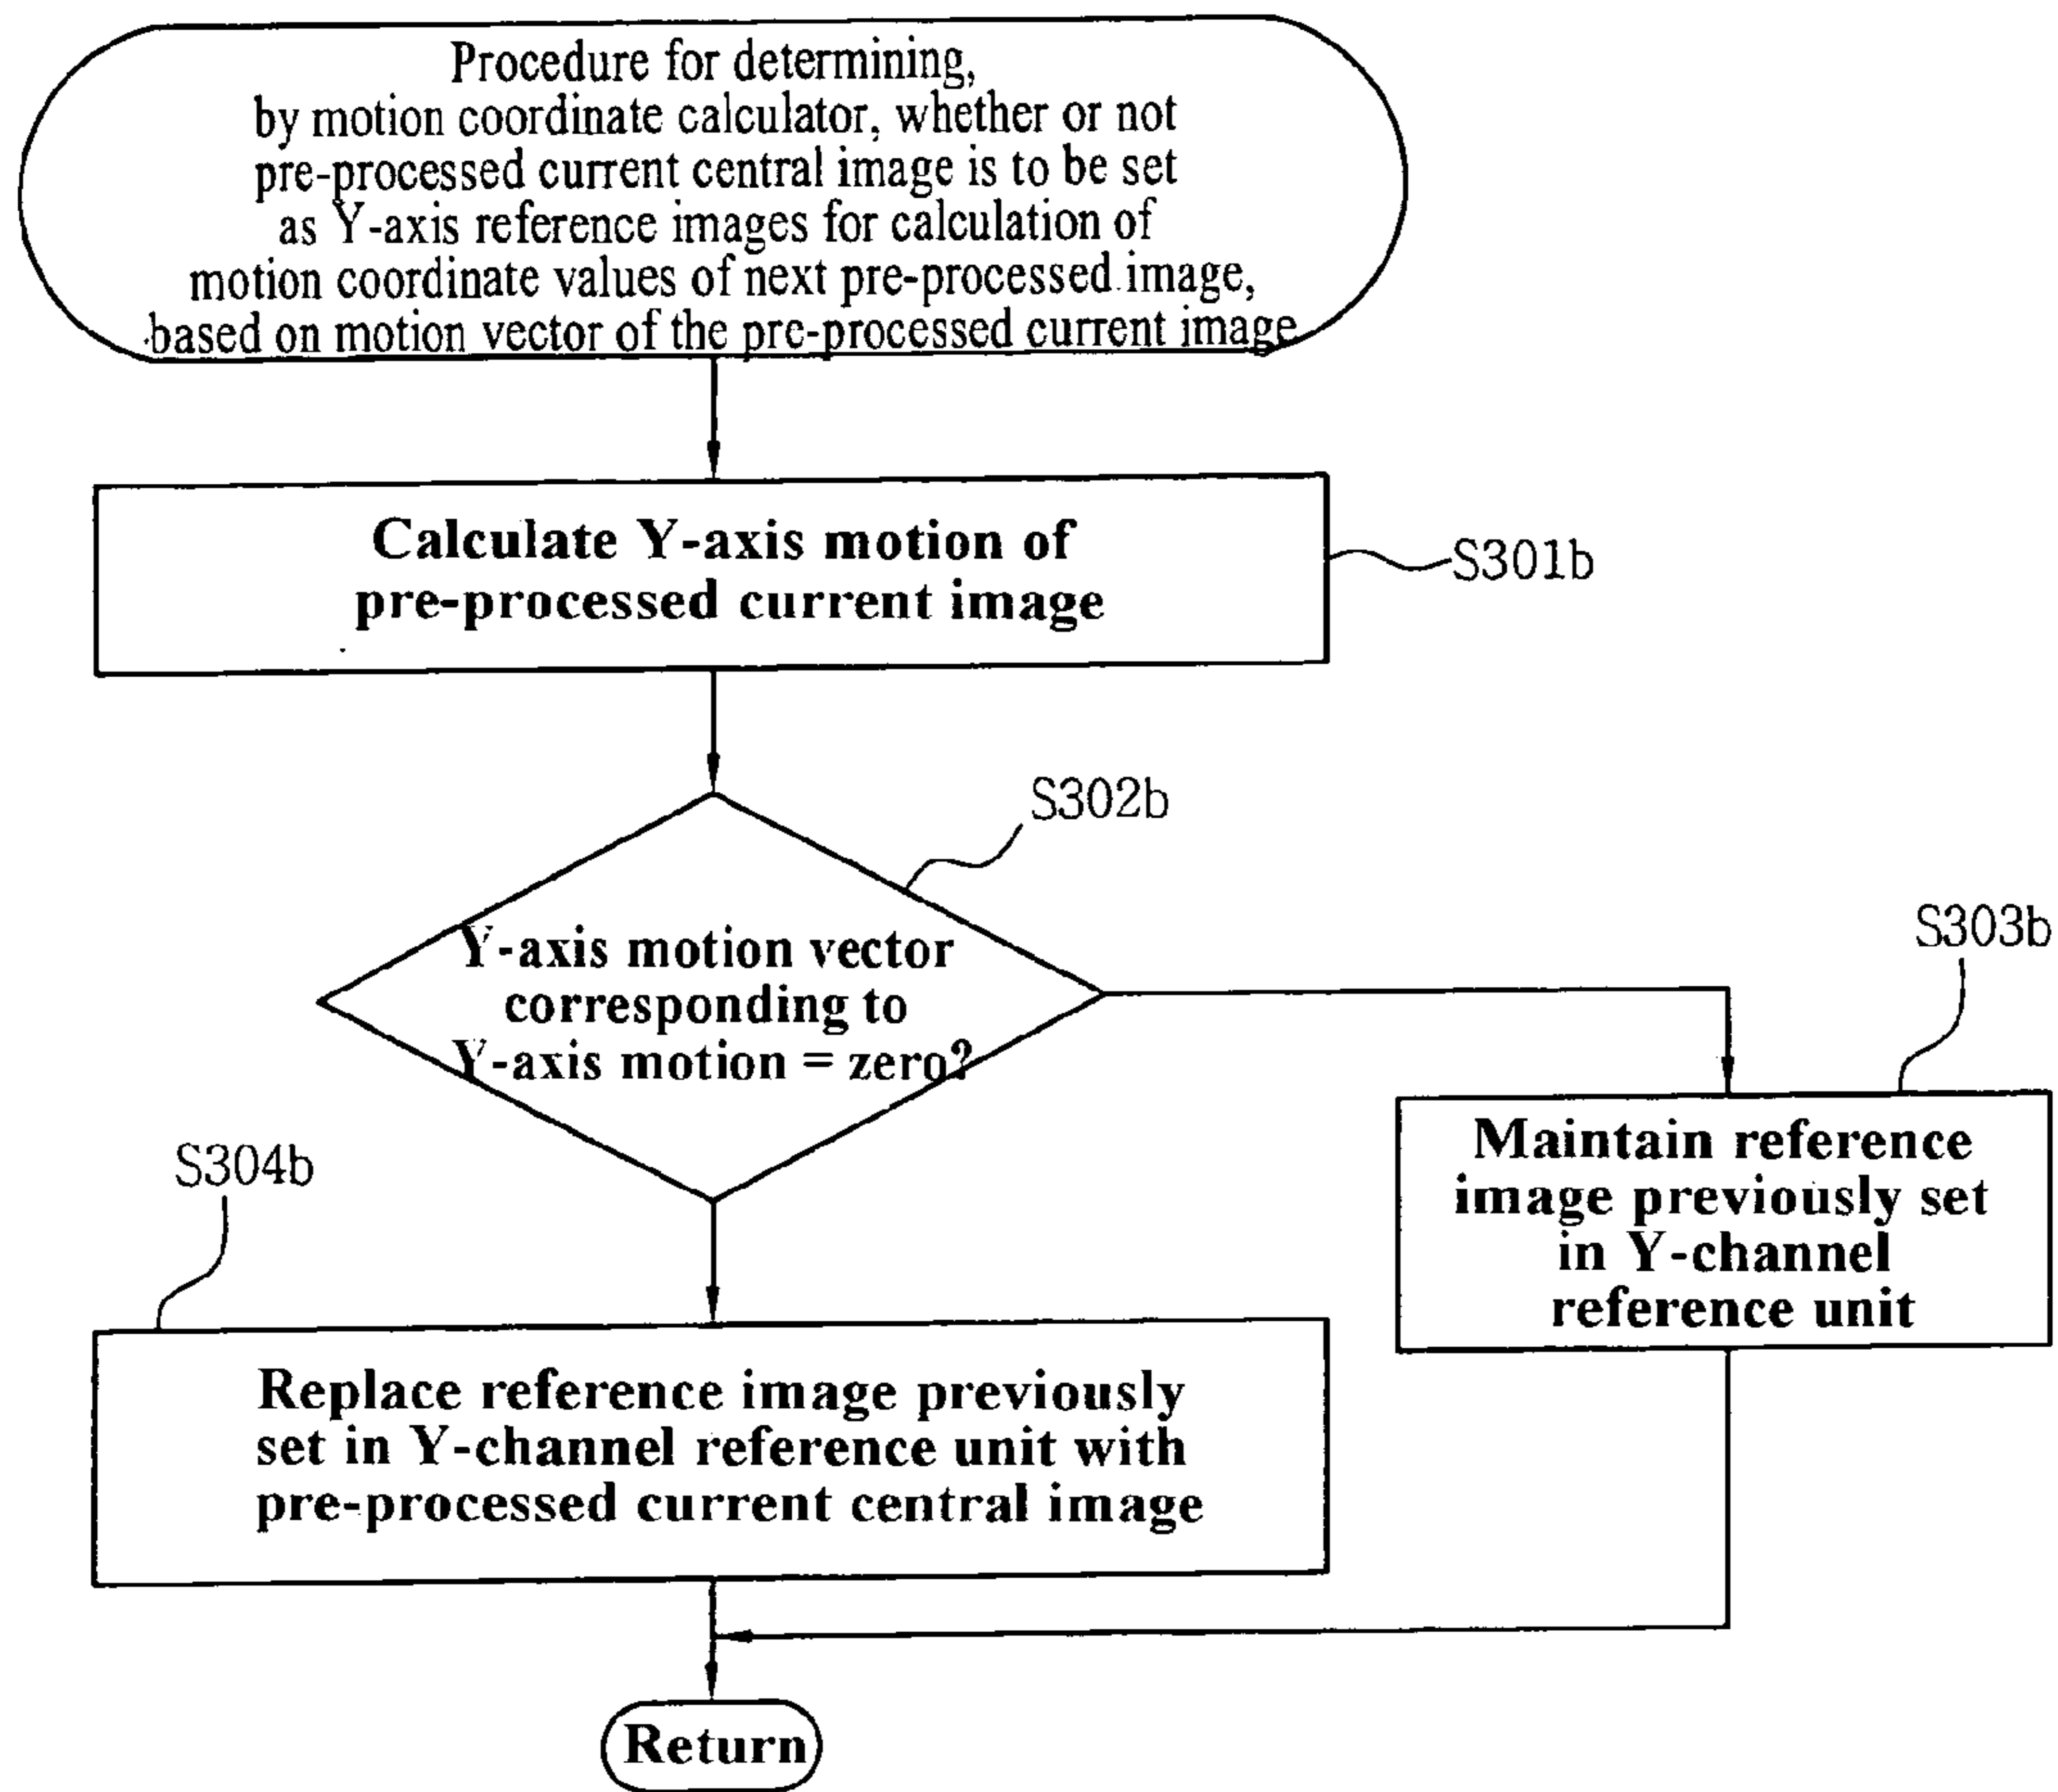 Procedure for determining,
by motion coordinate calculator, whether or not
pre-processed current central image is to be set
as Y-axis reference images for calculation of
motion coordinate values of next pre-processed image,
based on motion vector of the pre-processed current image
Calculate Y-axis motion of
pre-processed current image
S301b
S302b
Y-axis motion vector
corresponding to
Y-axis motion = zero?
S303b
Maintain reference
image previously set
in Y-channel
reference unit
S304b
Replace reference image previously
set in Y-channel reference unit with
pre-processed current central image
Return